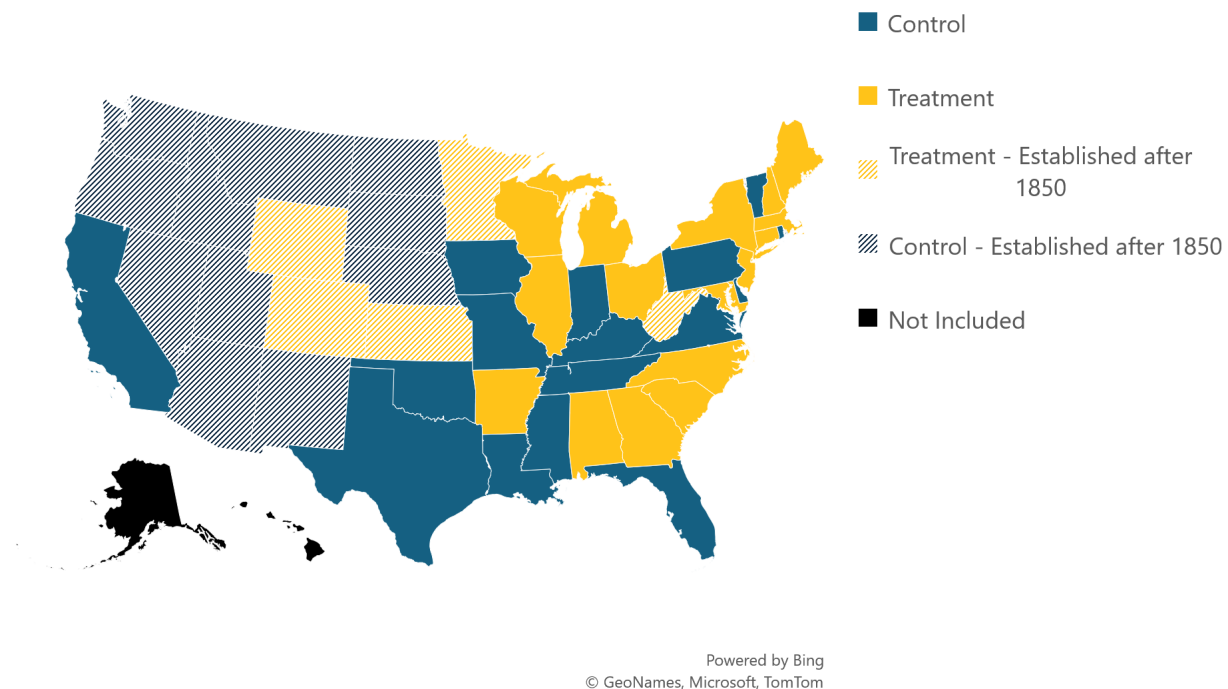 Control
Treatment
Treatment - Established after
1850
Control - Established after 1850
Not Included
Powered by Bing
© GeoNames, Microsoft, TomTom